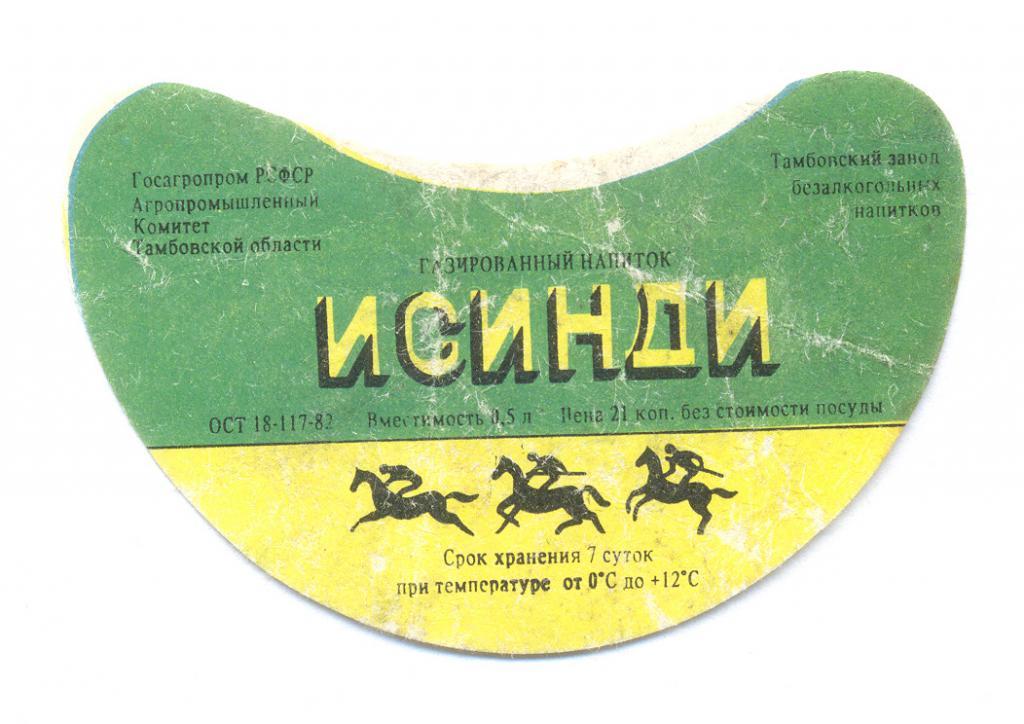 Госагропром РСФСР
Агропромышленный
Комитет
Тамбовской области
Тамбовский завод
безалкогольных
напитков
ГАЗИРОВАННЫЙ НАПИТОК
ИСИНДИ
ОСТ 18-117-82 Вместимость 0,5 л Цена 21 коп. без стоимости посуды
Срок хранения 7 суток
при температуре от 0°С до +12°С